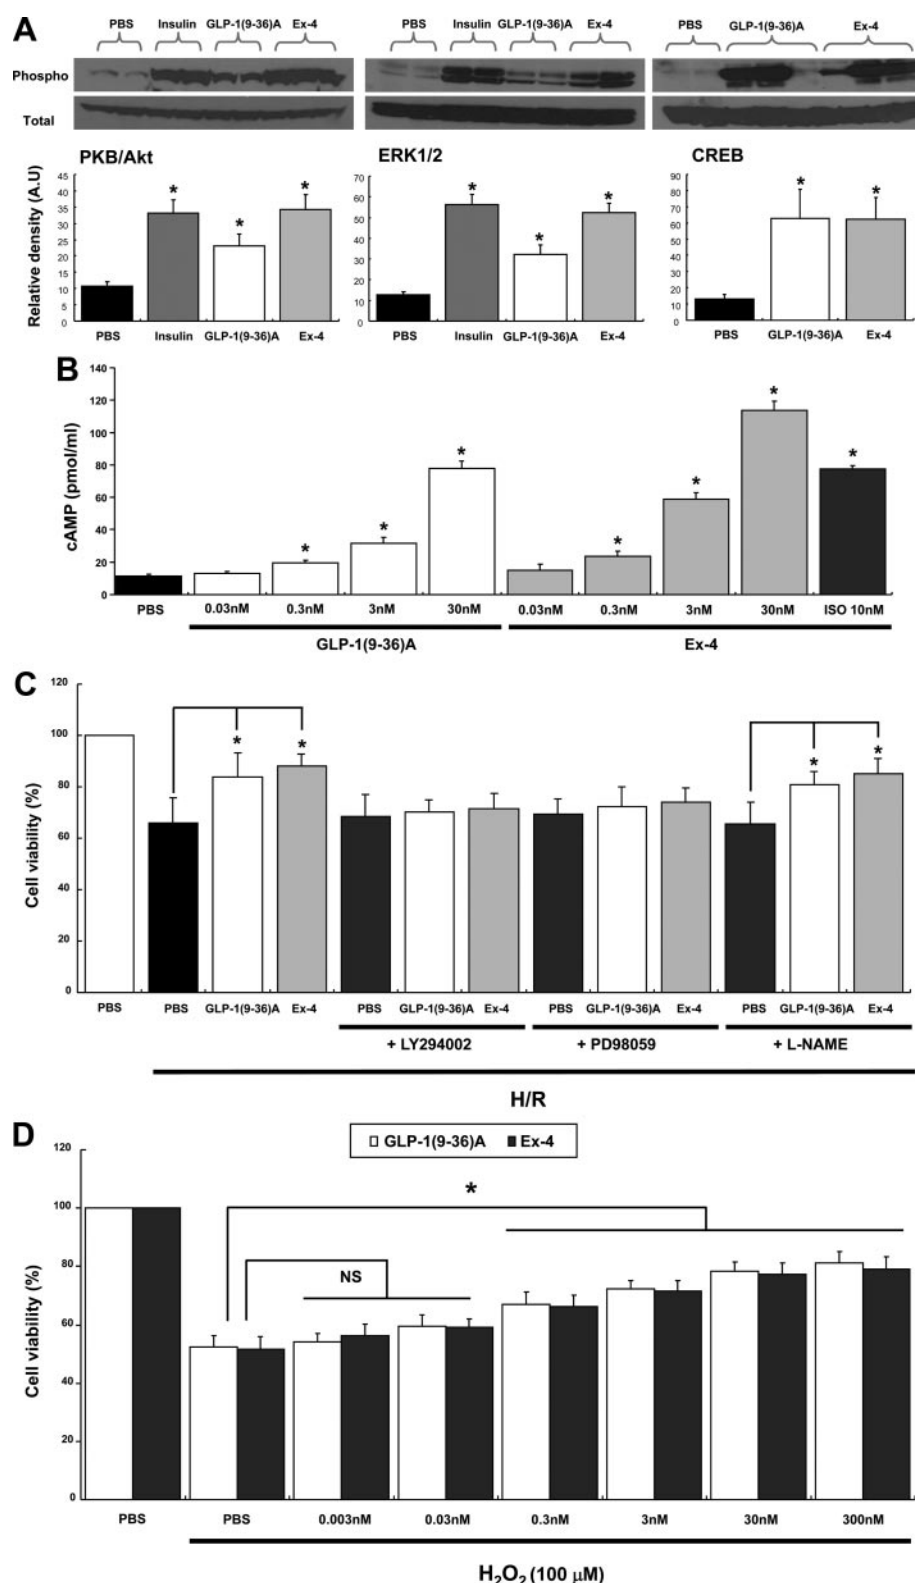 A
PBS Insulin GLP-1(9-36)A Ex-4
PBS Insulin GLP-1(9-36)A Ex-4
PBS GLP-1(9-36)A Ex-4
Phospho
Total
PKB/Akt
ERK1/2
CREB
Relative density (A.U)
45
40
35
30
25
20
15
10
5
0
PBS Insulin GLP-1(9-36)A Ex-4
* * *
70
60
50
40
30
20
10
0
PBS Insulin GLP-1(9-36)A Ex-4
* * *
90
80
70
60
50
40
30
20
10
0
PBS GLP-1(9-36)A Ex-4
* *
B
cAMP (pmol/ml)
140
120
100
80
60
40
20
0
* * * * * * *
PBS 0.03nM 0.3nM 3nM 30nM 0.03nM 0.3nM 3nM 30nM ISO 10nM
GLP-1(9-36)A Ex-4
C
Cell viability (%)
120
100
80
60
40
20
0
* * * *
PBS PBS GLP-1(9-36)A Ex-4 PBS GLP-1(9-36)A Ex-4 PBS GLP-1(9-36)A Ex-4 PBS GLP-1(9-36)A Ex-4
+ LY294002 + PD98059 + L-NAME
H/R
D
GLP-1(9-36)A Ex-4
Cell viability (%)
120
100
80
60
40
20
0
*
NS
PBS PBS 0.003nM 0.03nM 0.3nM 3nM 30nM 300nM
H₂O₂ (100 µM)